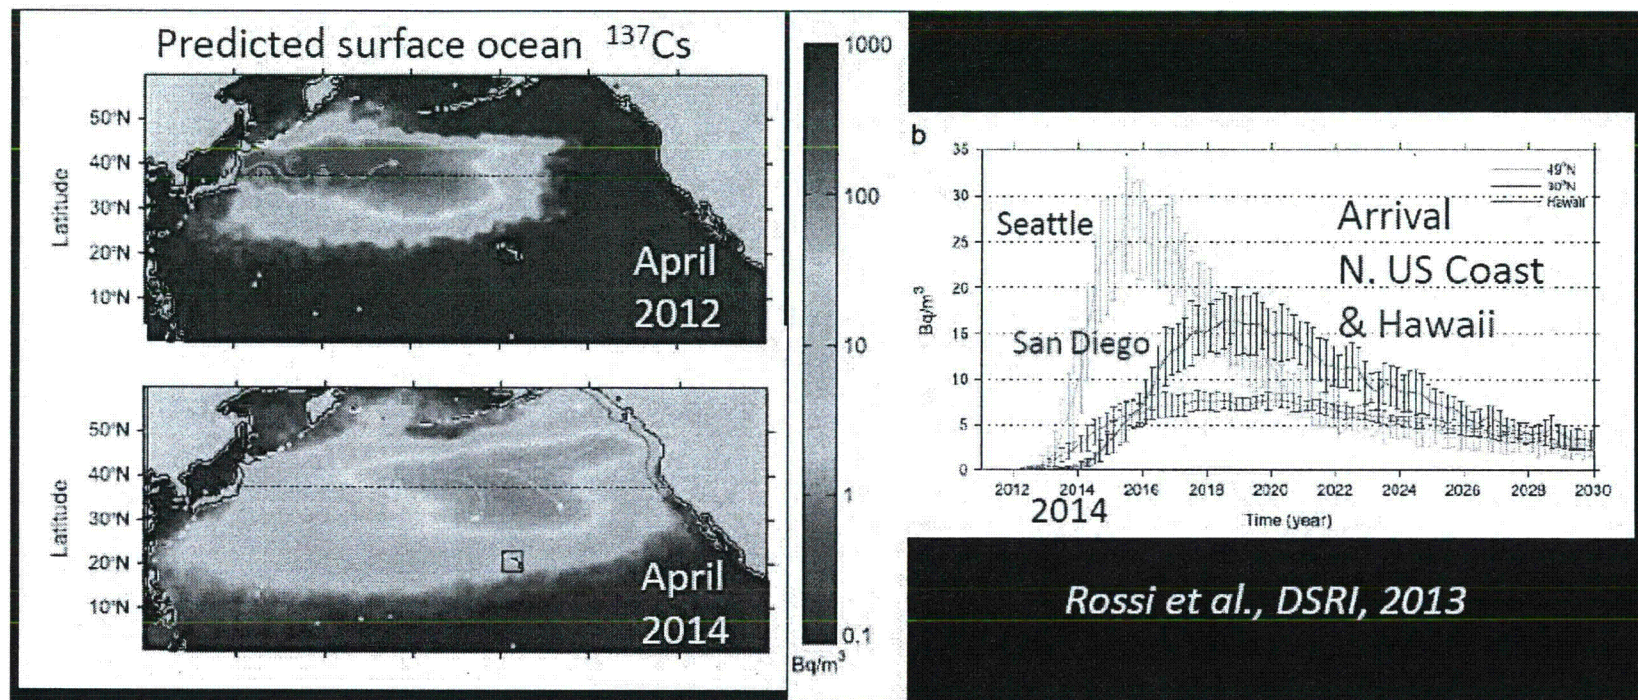 Predicted surface ocean ¹³⁷Cs
Latitude
50°N
40°N
30°N
20°N
10°N
April
2012
Latitude
50°N
40°N
30°N
20°N
10°N
April
2014
1000
100
10
1
0.1
Bq/m³
b
35
30
25
20
15
10
5
0
Bq/m³
49°N
30°N
Hawaii
Seattle
San Diego
Arrival
N. US Coast
& Hawaii
2012 2014 2016 2018 2020 2022 2024 2026 2028 2030
2014
Time (year)
Rossi et al., DSRI, 2013